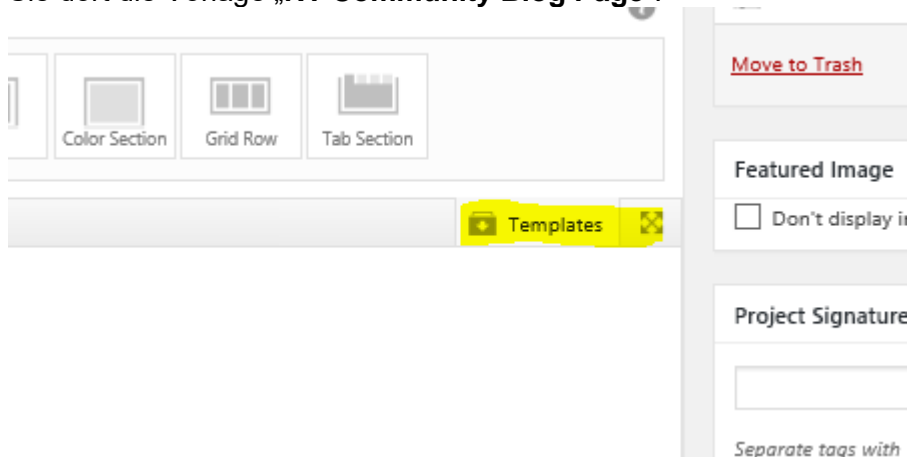 Move to Trash
Color Section
Grid Row
Tab Section
Featured Image
Templates
Don't display
Project Signature
Separate tags with